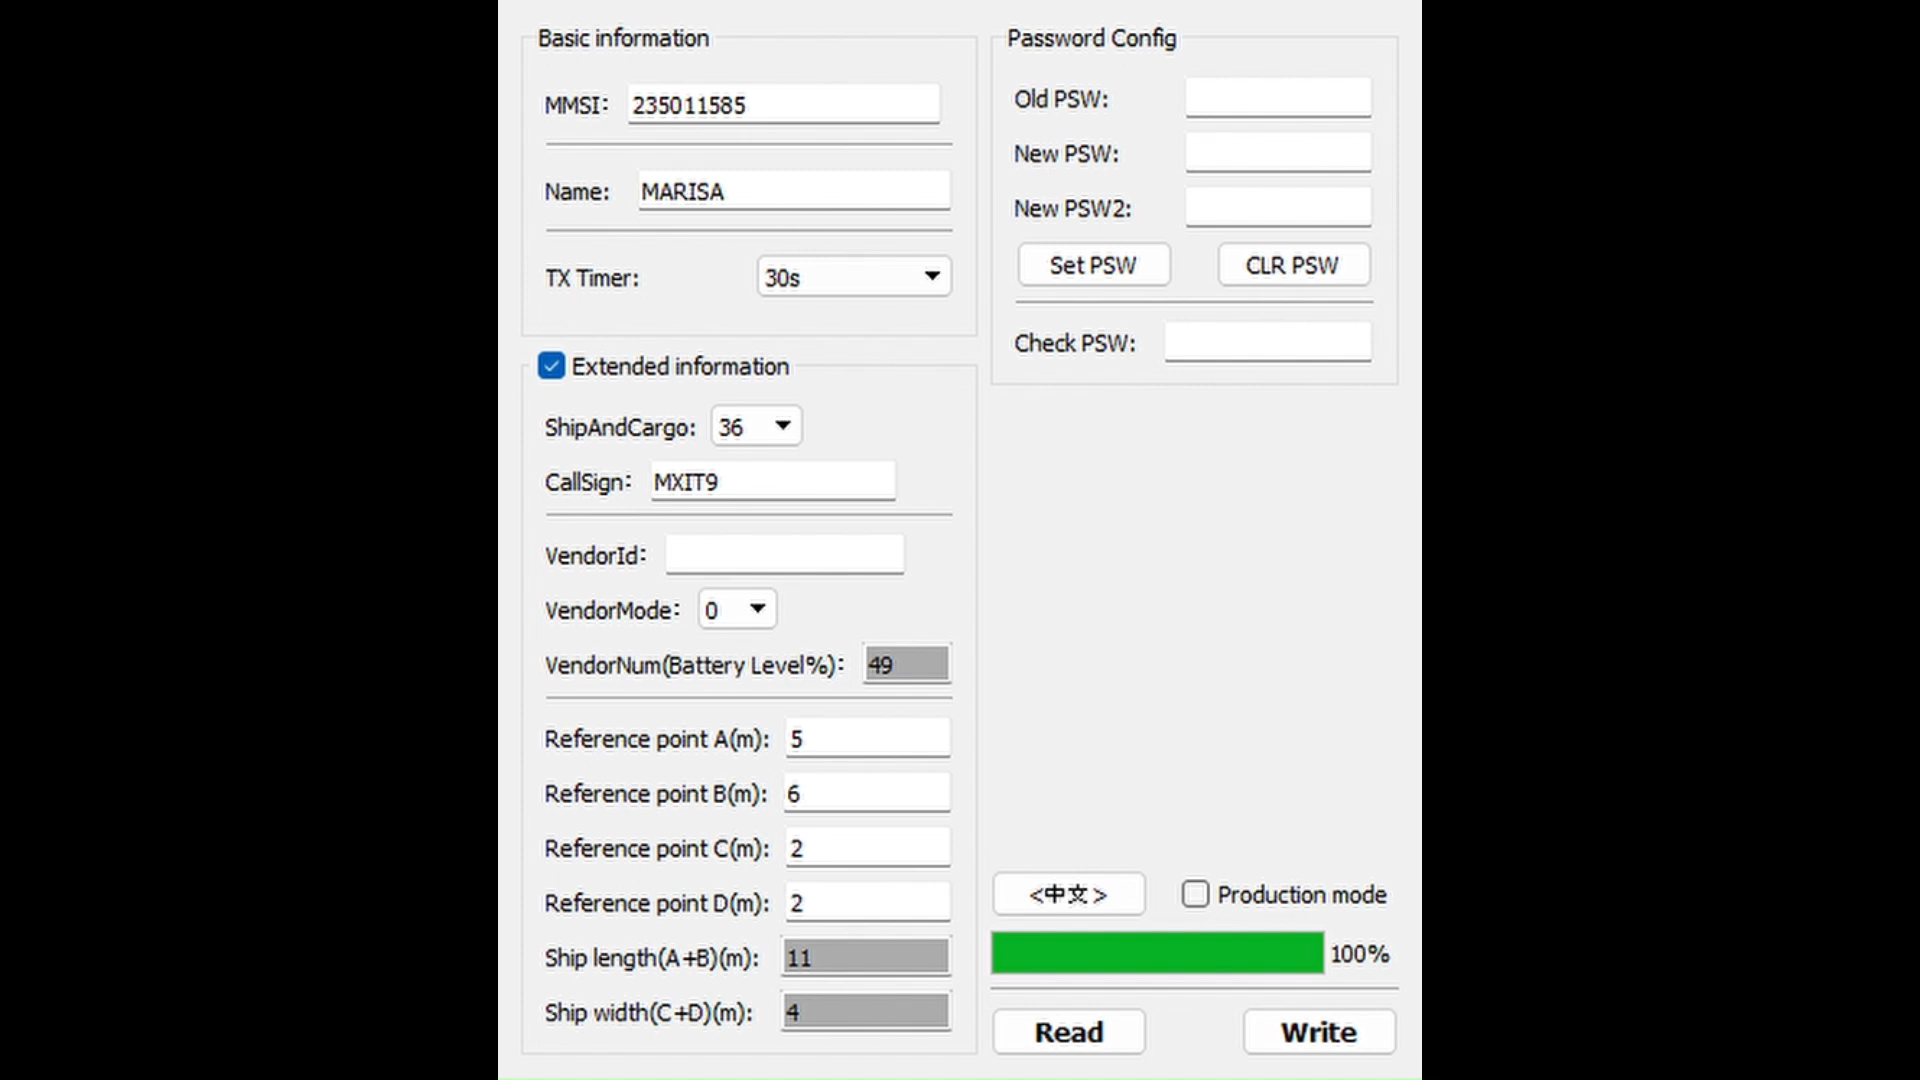 Basic information
MMSI: 235011585
Name: MARISA
TX Timer: 30s
Extended information
ShipAndCargo: 36
CallSign: MXIT9
VendorId:
VendorMode: 0
VendorNum(Battery Level%): 49
Reference point A(m): 5
Reference point B(m): 6
Reference point C(m): 2
Reference point D(m): 2
Ship length(A+B)(m): 11
Ship width(C+D)(m): 4
Password Config
Old PSW:
New PSW:
New PSW2:
Set PSW CLR PSW
Check PSW:
<中文> Production mode
100%
Read Write